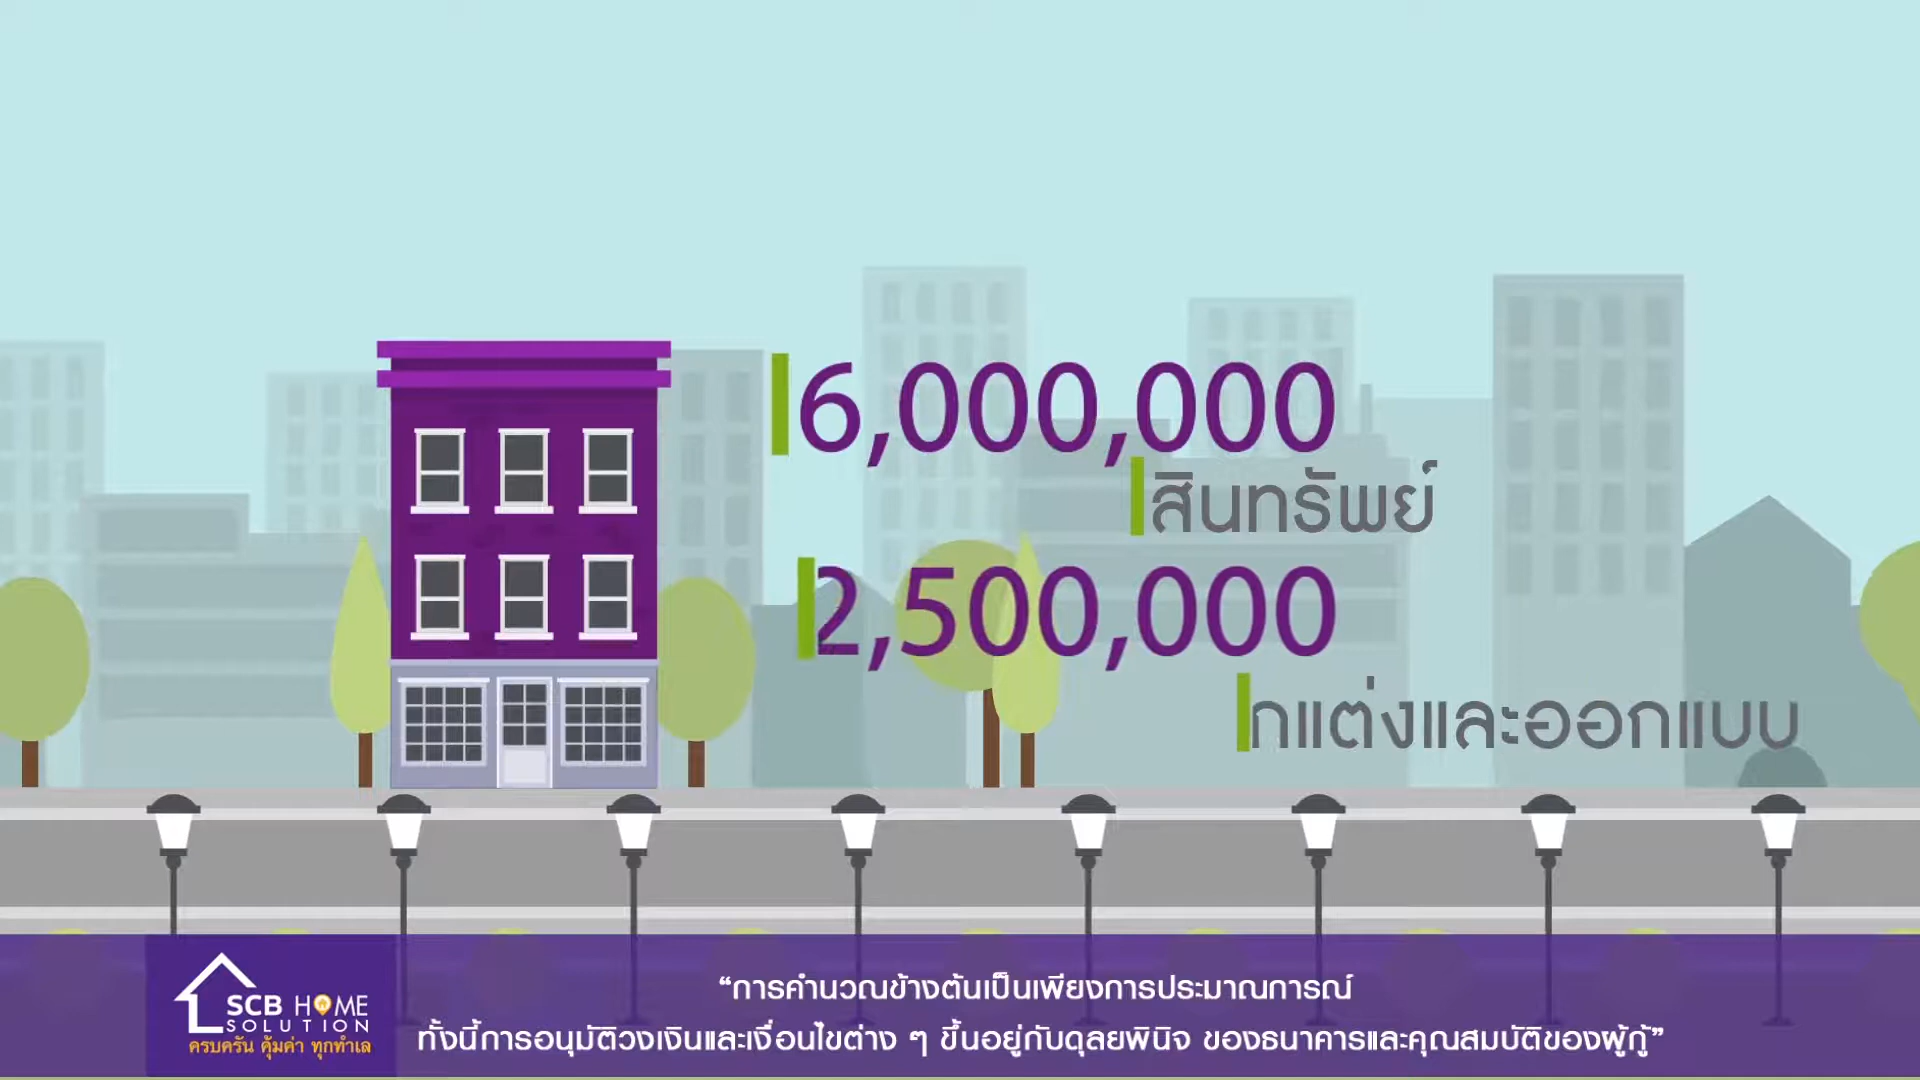 6,000,000
สินทรัพย์
2,500,000
กแต่งและออกแบบ
SCB HOME
SOLUTION
ครบครัน คุ้มค่า ทุกทำเล
“การคำนวณข้างต้นเป็นเพียงการประมาณการณ์
ทั้งนี้การอนุมัติวงเงินและเงื่อนไขต่าง ๆ ขึ้นอยู่กับดุลยพินิจ ของธนาคารและคุณสมบัติของผู้กู้”